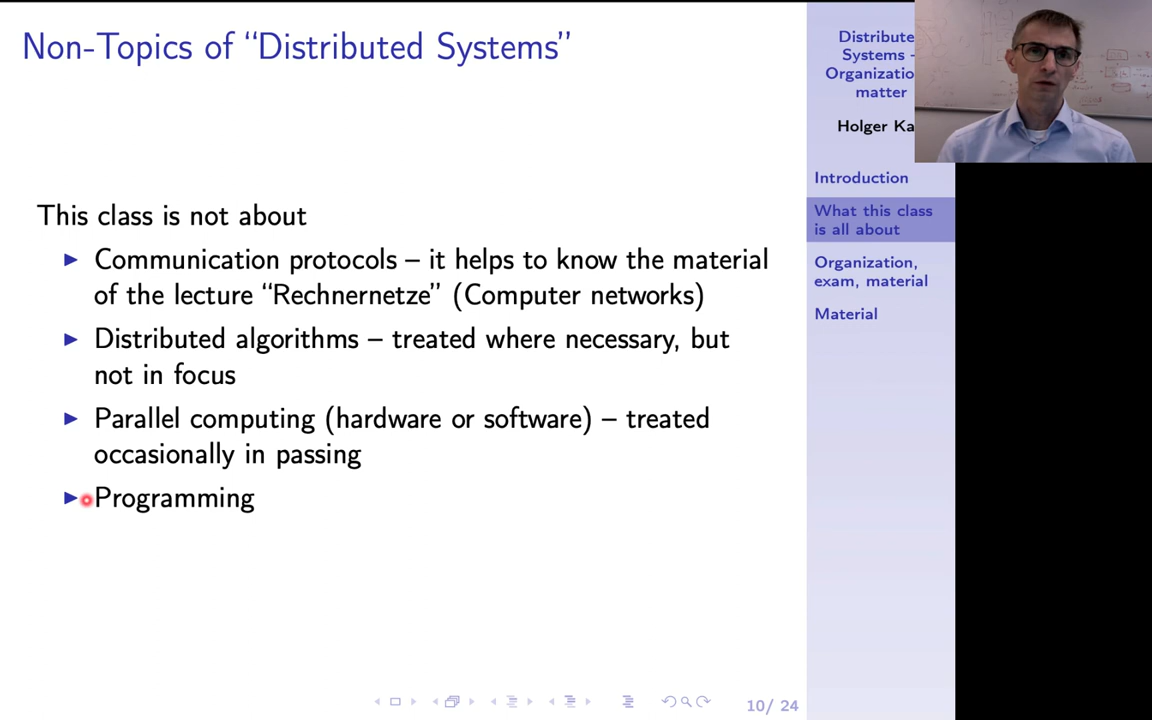 Non-Topics of “Distributed Systems”
This class is not about
Communication protocols – it helps to know the material
of the lecture “Rechnernetze” (Computer networks)
Distributed algorithms – treated where necessary, but
not in focus
Parallel computing (hardware or software) – treated
occasionally in passing
Programming
10/ 24
Distribute
Systems -
Organizatio
matter
Holger Ka
Introduction
What this class
is all about
Organization,
exam, material
Material